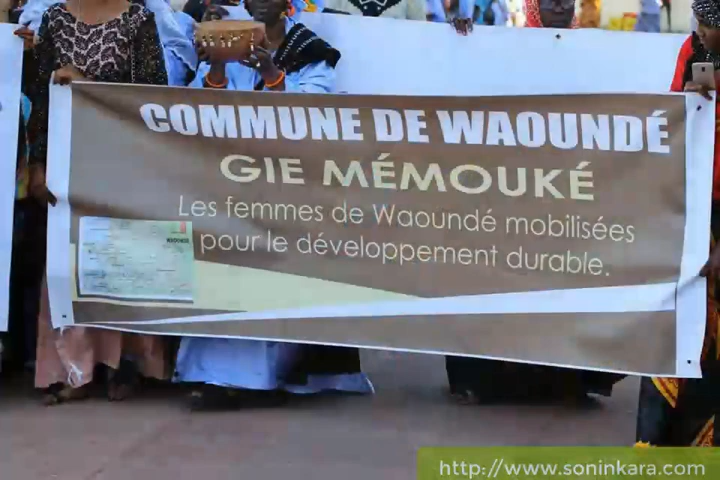 COMMUNE DE WAOUNDÉ
GIE MÉMOUKÉ
Les femmes de Waoundé mobilisées
pour le développement durable.
http://www.soninkara.com/